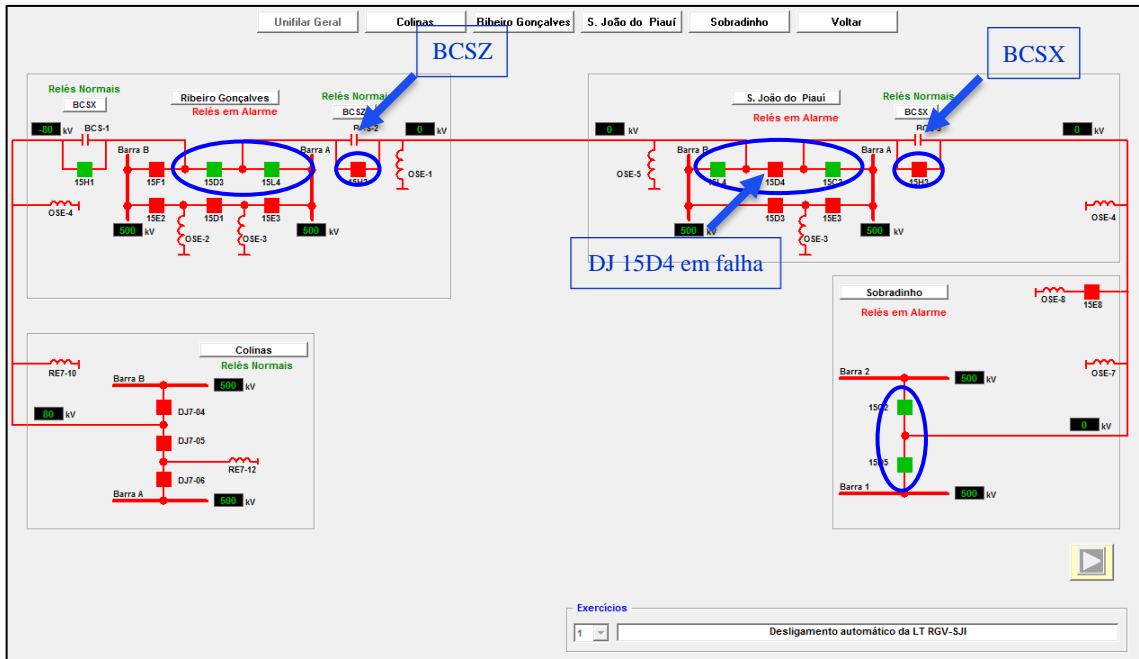 Unifilar Geral
Colinas
Ribeiro Gonçalves
S. João do Piauí
Sobradinho
Voltar
BCSZ
BCSX
Relés Normais
BCSX
Ribeiro Gonçalves
Relés em Alarme
Relés Normais
-80 kV
BCS-1
0 kV
15H1
Barra B
Barra A
15F1
15D3
15L4
OSE-1
OSE-4
15E2
15D1
15E3
500 kV
OSE-2
OSE-3
500 kV
S. João do Piauí
Relés em Alarme
Relés Normais
BCSX
0 kV
0 kV
Barra A
OSE-5
15D4
OSE-4
15D3
15E3
500 kV
OSE-3
500 kV
DJ 15D4 em falha
Colinas
Relés Normais
RE7-10
Barra B
500 kV
DJ7-04
80 kV
DJ7-05
RE7-12
DJ7-06
Barra A
500 kV
Sobradinho
Relés em Alarme
OSE-8
15E8
Barra 2
500 kV
OSE-7
0 kV
Barra 1
500 kV
Exercícios
1
Desligamento automático da LT RGV-SJI